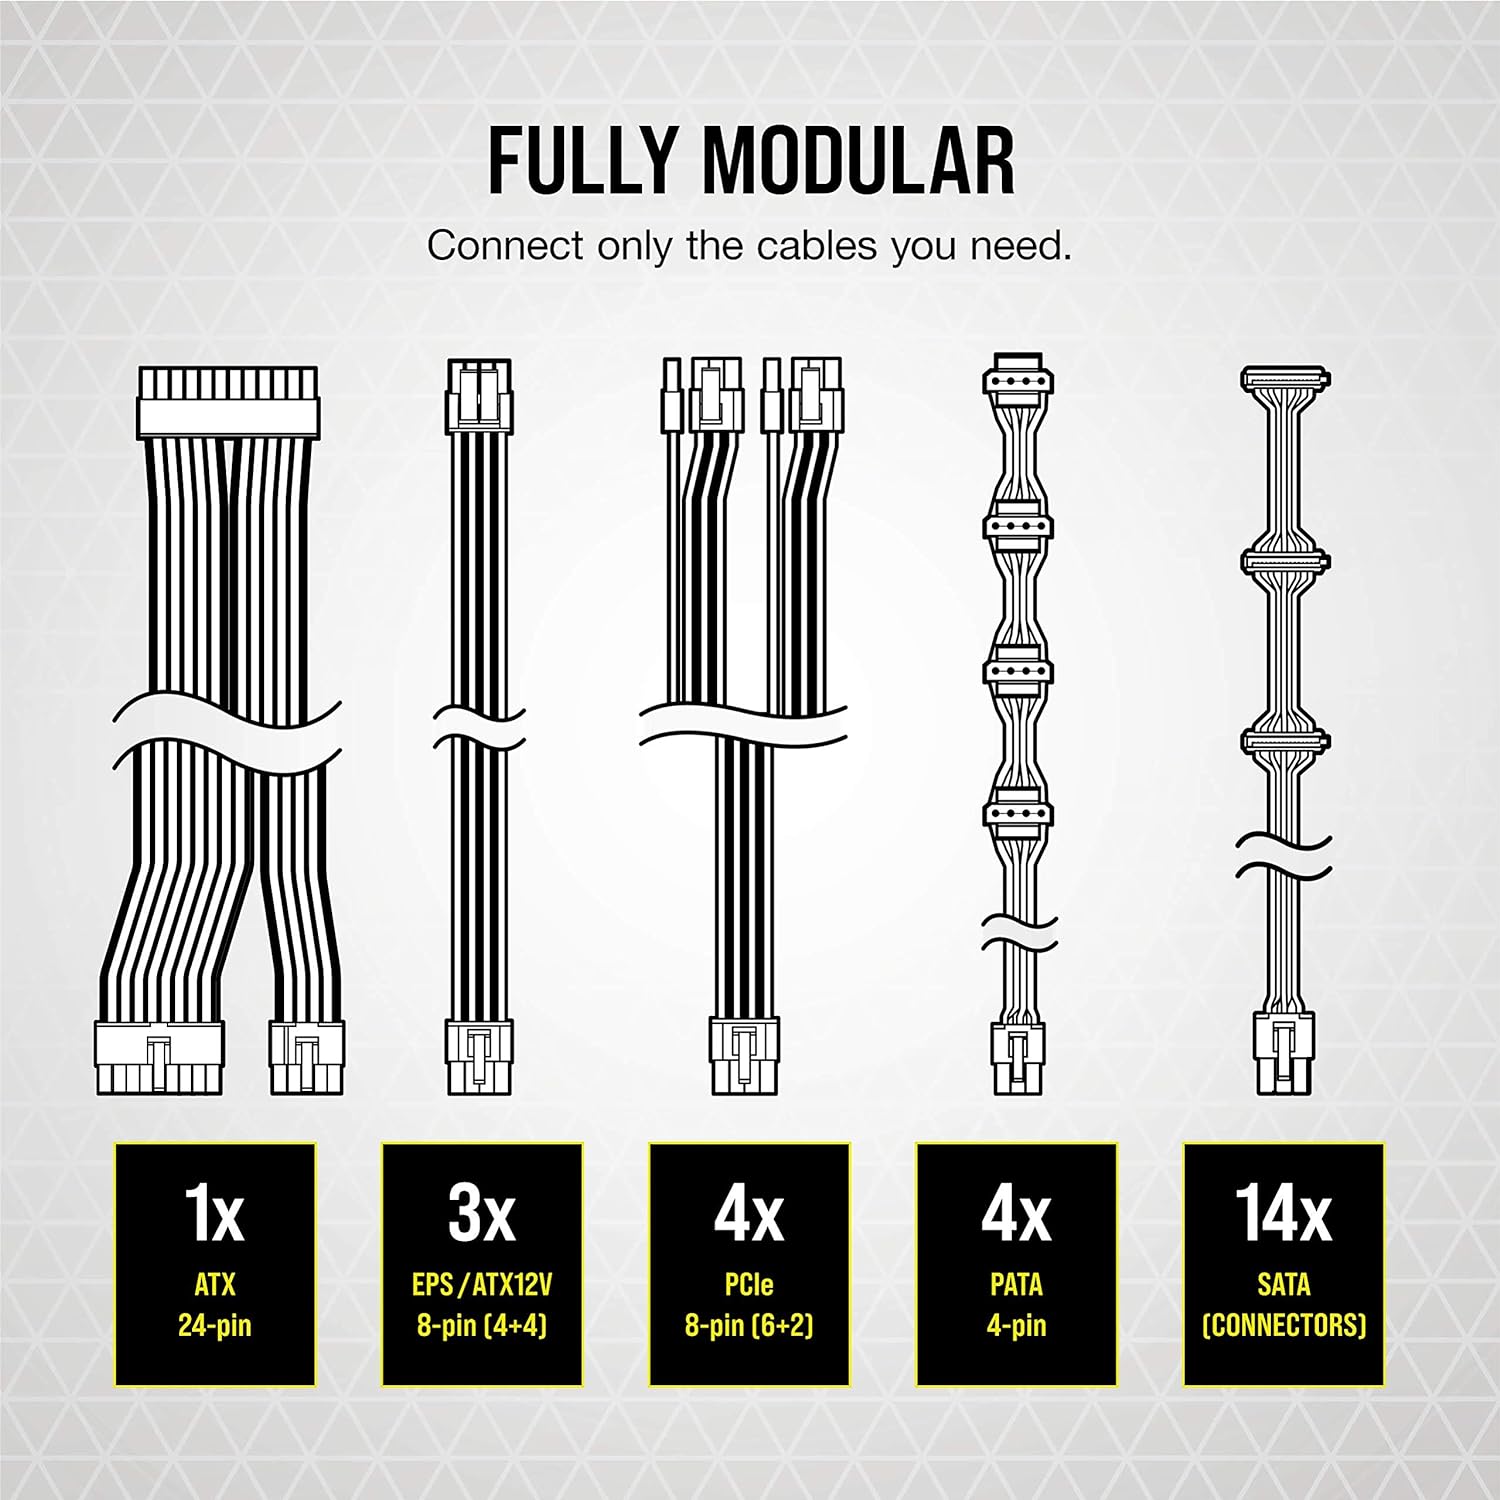 FULLY MODULAR
Connect only the cables you need.
1x
ATX
24-pin
3x
EPS/ATX12V
8-pin (4+4)
4x
PCIe
8-pin (6+2)
4x
PATA
4-pin
14x
SATA
(CONNECTORS)